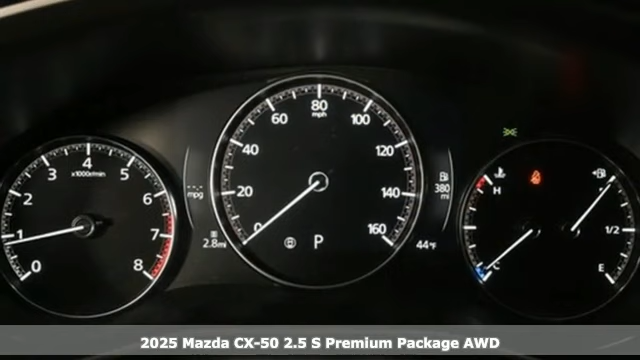 80
mph
60 100
40 120
20 140
0 160
4
x1000r/min
3 5
2 6
1 7
0 8
mpg
2.8mi
P
380
mi
44°F
H
C
F
1/2
E
2025 Mazda CX-50 2.5 S Premium Package AWD